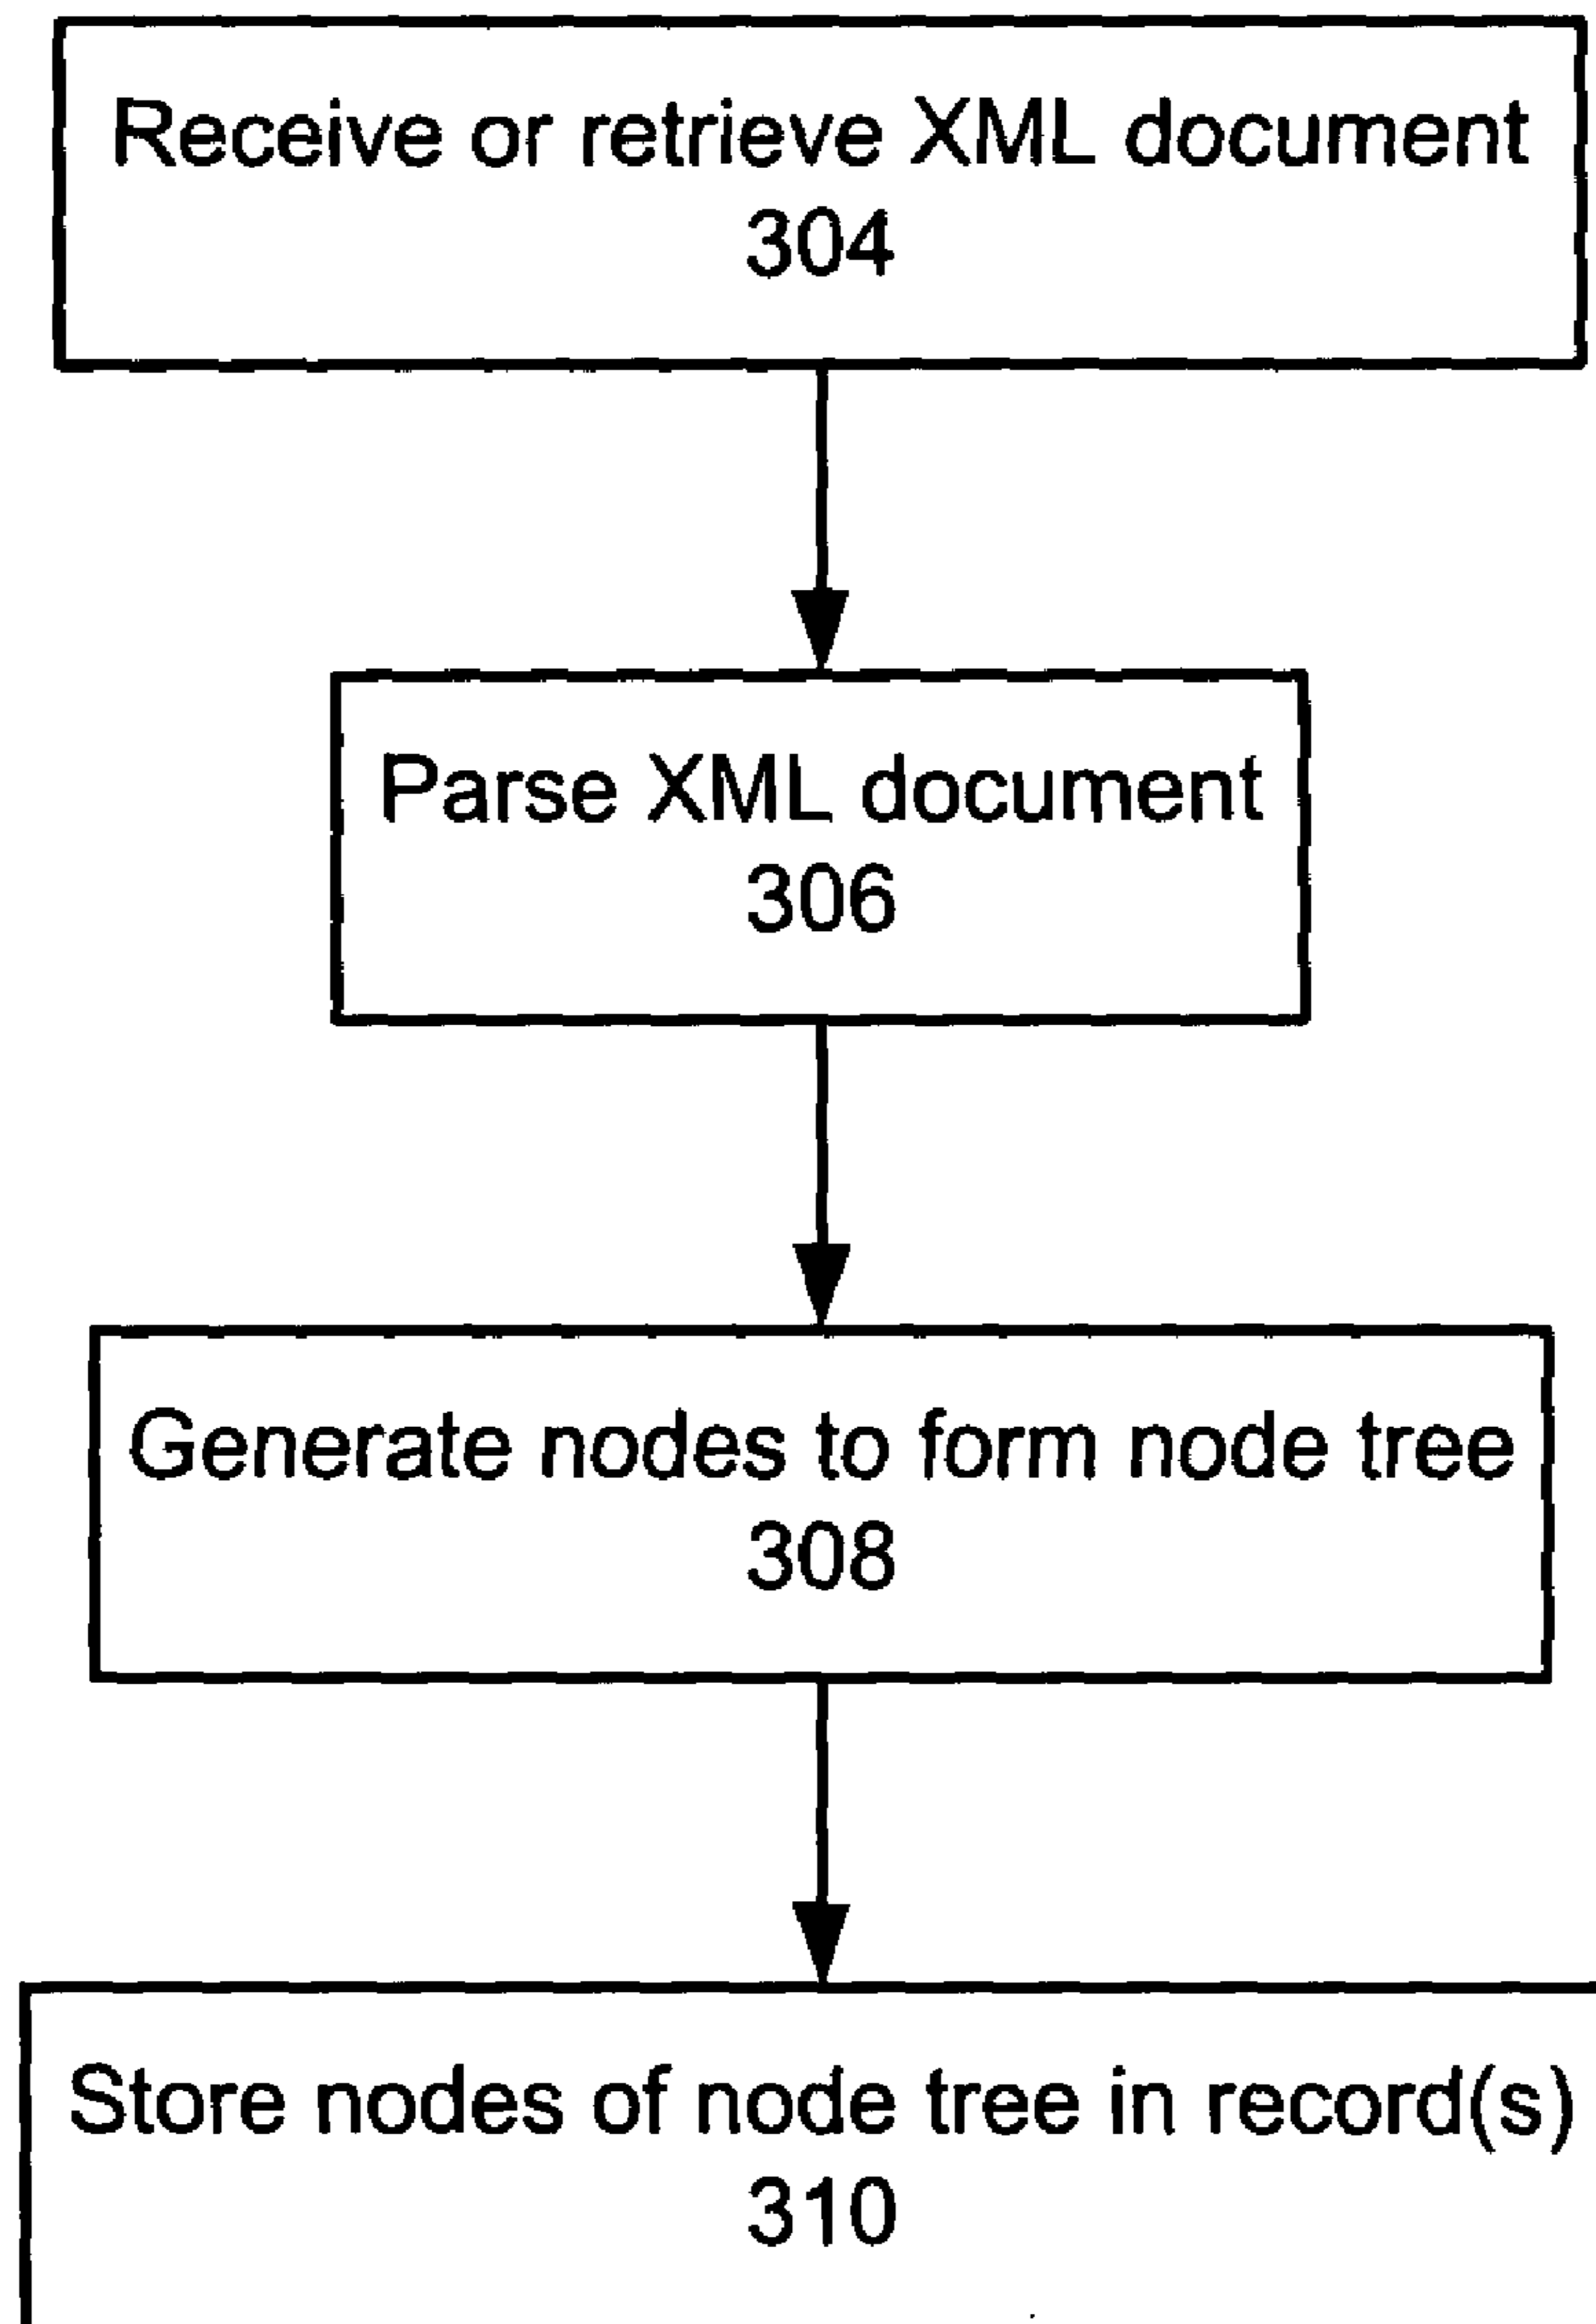 Receive or retrieve XML document
304
Parse XML document
306
Generate nodes to form node tree
308
Store nodes of node tree in record(s)
310